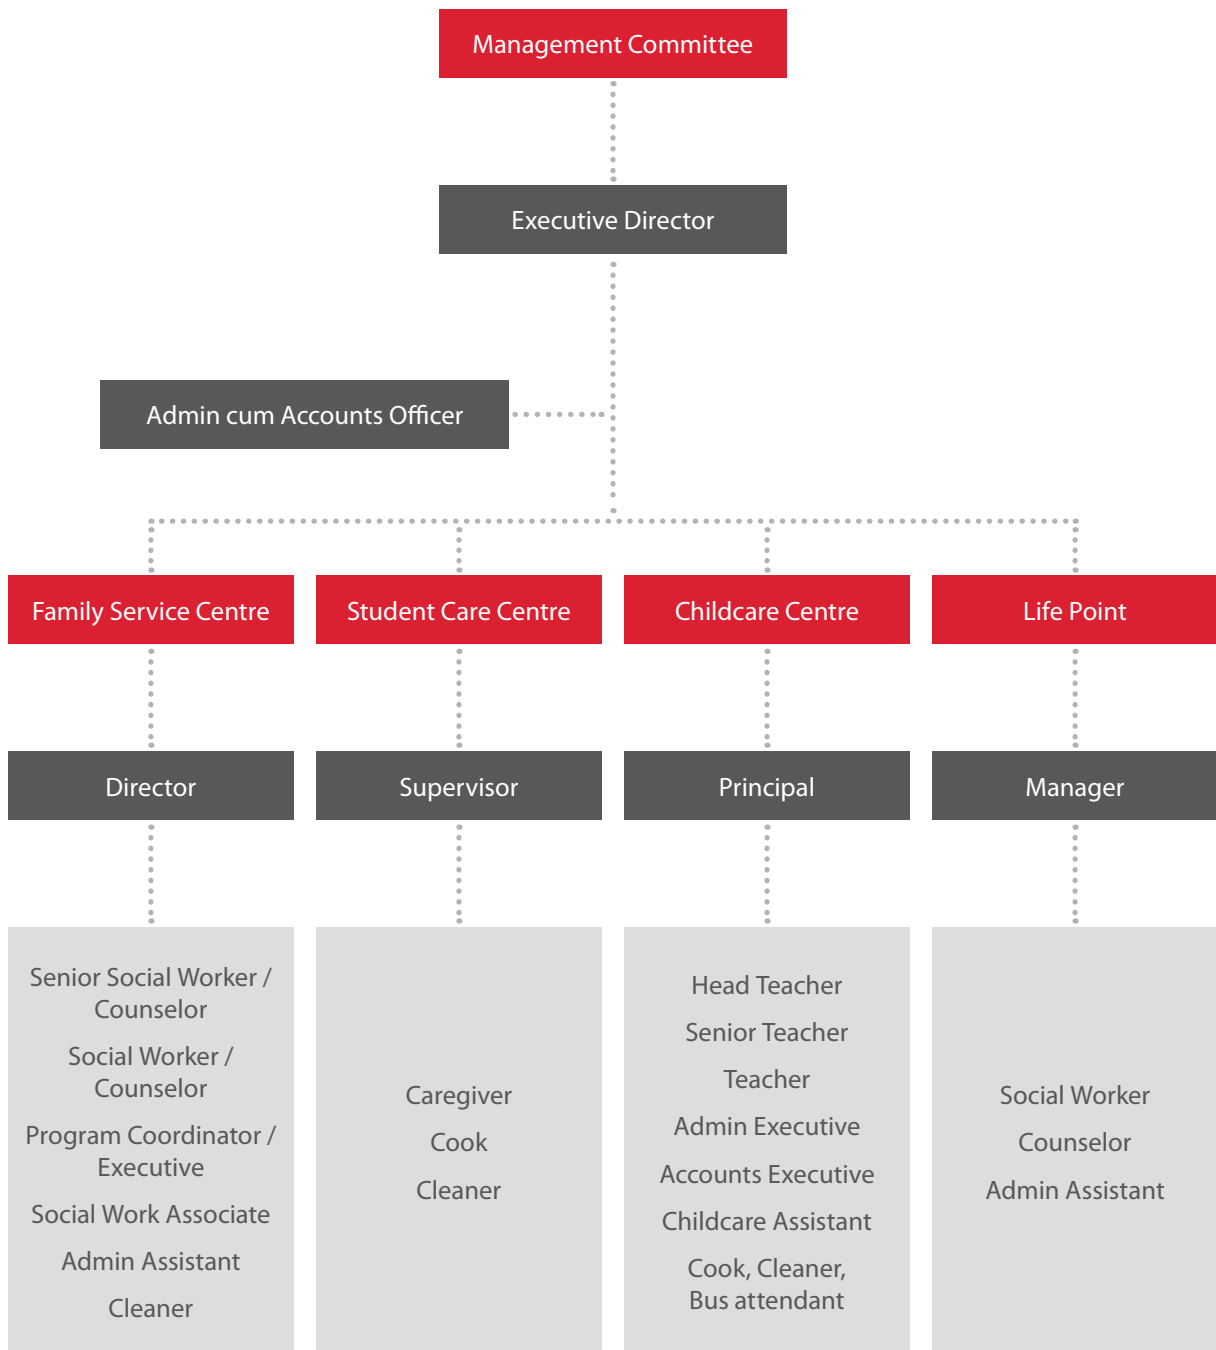 Management Committee
Executive Director
Admin cum Accounts Officer
Family Service Centre
Student Care Centre
Childcare Centre
Life Point
Director
Supervisor
Principal
Manager
Senior Social Worker /
Counselor
Social Worker /
Counselor
Program Coordinator /
Executive
Social Work Associate
Admin Assistant
Cleaner
Caregiver
Cook
Cleaner
Head Teacher
Senior Teacher
Teacher
Admin Executive
Accounts Executive
Childcare Assistant
Cook, Cleaner,
Bus attendant
Social Worker
Counselor
Admin Assistant